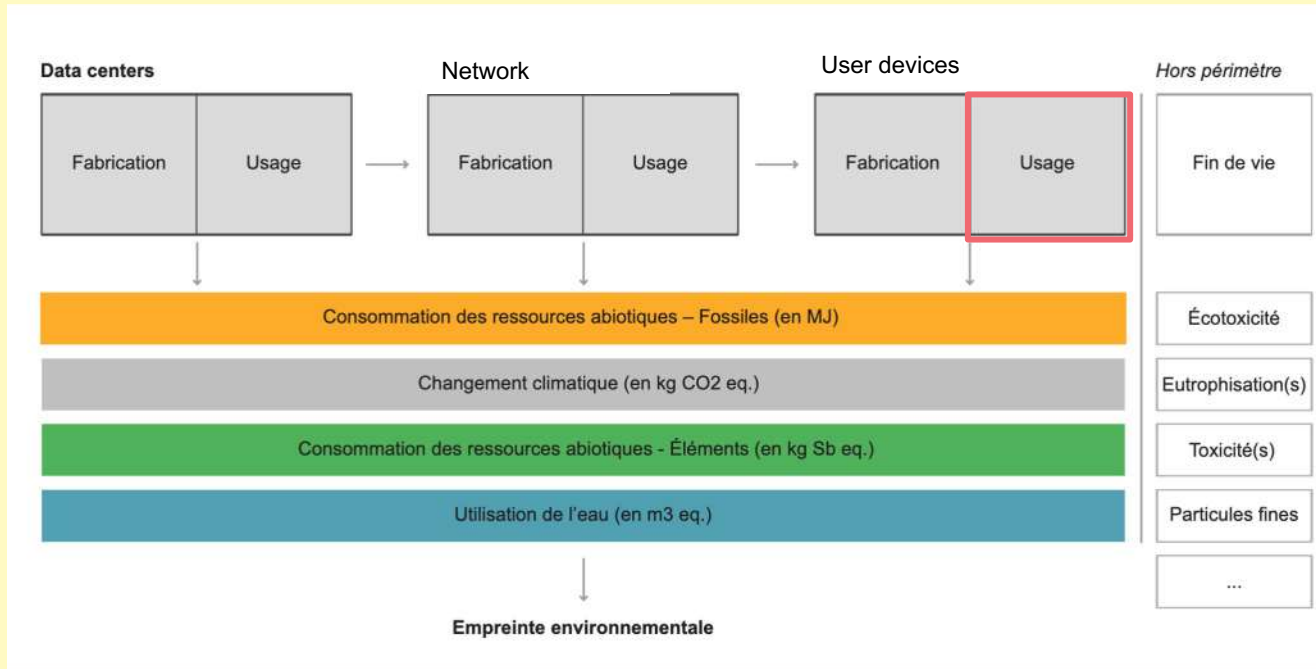 Data centers
Network
User devices
Hors périmètre
Fabrication
Usage
Fabrication
Usage
Fabrication
Usage
Fin de vie
Consommation des ressources abiotiques – Fossiles (en MJ)
Écotoxicité
Changement climatique (en kg CO2 eq.)
Eutrophisation(s)
Consommation des ressources abiotiques - Éléments (en kg Sb eq.)
Toxicité(s)
Utilisation de l'eau (en m3 eq.)
Particules fines
...
Empreinte environnementale